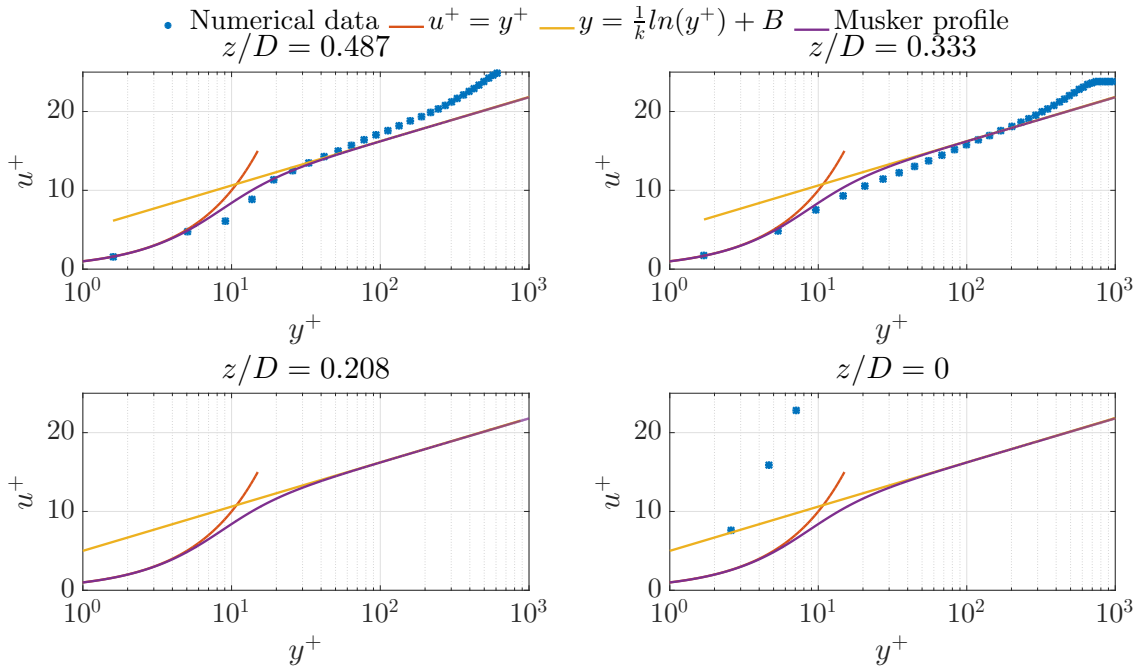 Numerical data u⁺ = y⁺ y = 1/k ln(y⁺) + B Musker profile
z/D = 0.487 z/D = 0.333
20 20
10 10
0 0
u⁺ u⁺
10⁰ 10¹ 10² 10³ 10⁰ 10¹ 10² 10³
y⁺ y⁺
z/D = 0.208 z/D = 0
20 20
10 10
0 0
u⁺ u⁺
10⁰ 10¹ 10² 10³ 10⁰ 10¹ 10² 10³
y⁺ y⁺